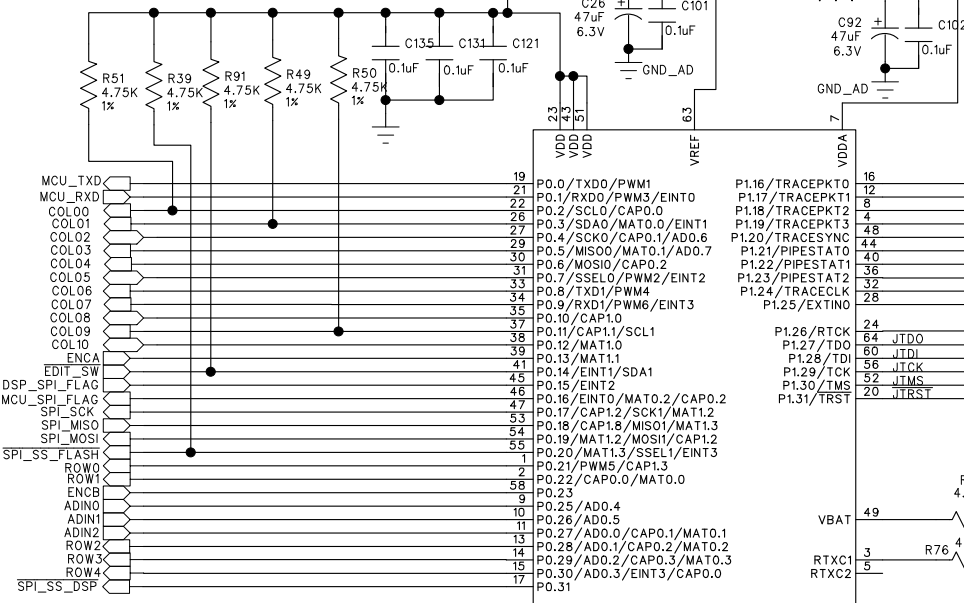 C26
47uF
6.3V
C101
0.1uF
GND_AD
C92
47uF
6.3V
C102
0.1uF
GND_AD
R51
4.75K
1%
R39
4.75K
1%
R91
4.75K
1%
R49
4.75K
1%
R50
4.75K
1%
C135
0.1uF
C131
0.1uF
C121
0.1uF
23
43
51
63
7
VDD
VDD
VDD
VREF
VDDA
MCU_TXD 19 P0.0/TXD0/PWM1
MCU_RXD 21 P0.1/RXD0/PWM3/EINT0
COL00 22 P0.2/SCL0/CAP0.0
COL01 26 P0.3/SDA0/MAT0.0/EINT1
COL02 27 P0.4/SCK0/CAP0.1/AD0.6
COL03 29 P0.5/MISO0/MAT0.1/AD0.7
COL04 30 P0.6/MOSI0/CAP0.2
COL05 31 P0.7/SSEL0/PWM2/EINT2
COL06 33 P0.8/TXD1/PWM4
COL07 34 P0.9/RXD1/PWM6/EINT3
COL08 35 P0.10/CAP1.0
COL09 37 P0.11/CAP1.1/SCL1
COL10 38 P0.12/MAT1.0
ENCA 39 P0.13/MAT1.1
EDIT_SW 41 P0.14/EINT1/SDA1
DSP_SPI_FLAG 45 P0.15/EINT2
MCU_SPI_FLAG 46 P0.16/EINT0/MAT0.2/CAP0.2
SPI_SCK 47 P0.17/CAP1.2/SCK1/MAT1.2
SPI_MISO 53 P0.18/CAP1.8/MISO1/MAT1.3
SPI_MOSI 54 P0.19/MAT1.2/MOSI1/CAP1.2
SPI_SS_FLASH 55 P0.20/MAT1.3/SSEL1/EINT3
ROW0 1 P0.21/PWM5/CAP1.3
ROW1 2 P0.22/CAP0.0/MAT0.0
ENCB 58 P0.23
ADIN0 9 P0.25/AD0.4
ADIN1 10 P0.26/AD0.5
ADIN2 11 P0.27/AD0.0/CAP0.1/MAT0.1
ROW2 13 P0.28/AD0.1/CAP0.2/MAT0.2
ROW3 14 P0.29/AD0.2/CAP0.3/MAT0.3
ROW4 15 P0.30/AD0.3/EINT3/CAP0.0
SPI_SS_DSP 17 P0.31
P1.16/TRACEPKT0 16
P1.17/TRACEPKT1 12
P1.18/TRACEPKT2 8
P1.19/TRACEPKT3 4
P1.20/TRACESYNC 48
P1.21/PIPESTAT0 44
P1.22/PIPESTAT1 40
P1.23/PIPESTAT2 36
P1.24/TRACECLK 32
P1.25/EXTIN0 28
P1.26/RTCK 24
P1.27/TDO 64 JTDO
P1.28/TDI 60 JTDI
P1.29/TCK 56 JTCK
P1.30/TMS 52 JTMS
P1.31/TRST 20 JTRST
VBAT 49
RTXC1 3
R76
RTXC2 5